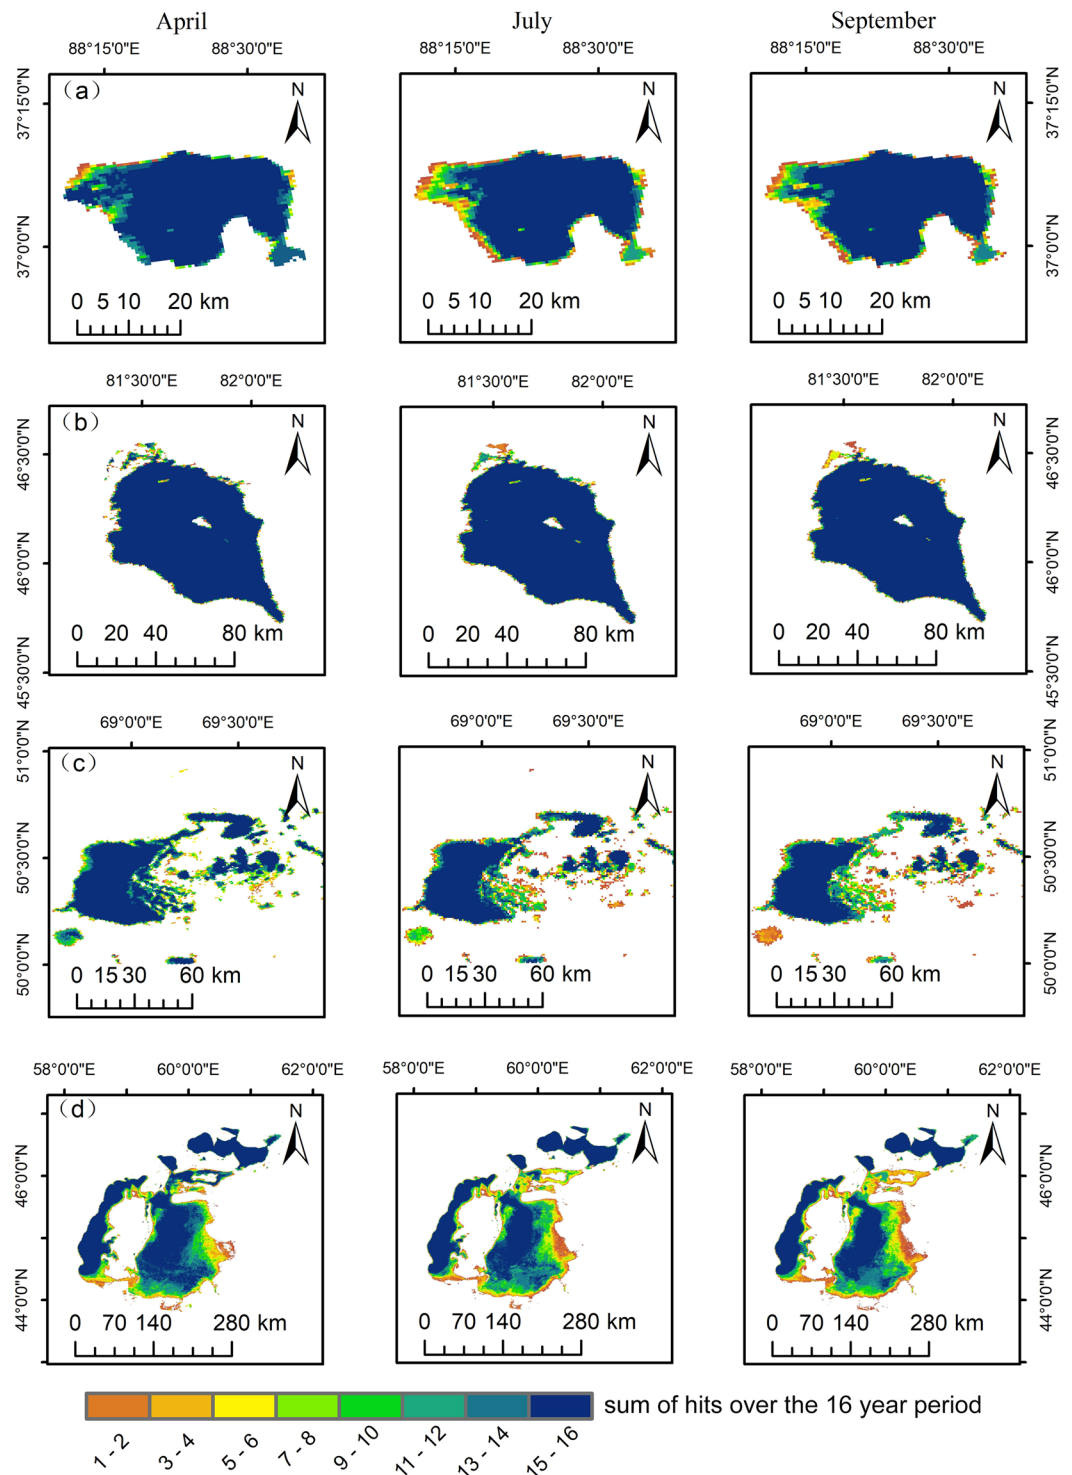 April July September
88°15'0"E 88°30'0"E 88°15'0"E 88°30'0"E 88°15'0"E 88°30'0"E
(a) N N N
37°15'0"N 37°15'0"N
37°0'0"N 37°0'0"N
0 5 10 20 km 0 5 10 20 km 0 5 10 20 km
81°30'0"E 82°0'0"E 81°30'0"E 82°0'0"E 81°30'0"E 82°0'0"E
(b) N N N
46°30'0"N 46°30'0"N
46°0'0"N 46°0'0"N
0 20 40 80 km 0 20 40 80 km 0 20 40 80 km
45°30'0"N 45°30'0"N
69°0'0"E 69°30'0"E 69°0'0"E 69°30'0"E 69°0'0"E 69°30'0"E
51°0'0"N 51°0'0"N
(c) N N N
50°30'0"N 50°30'0"N
50°0'0"N 50°0'0"N
0 15 30 60 km 0 15 30 60 km 0 15 30 60 km
58°0'0"E 60°0'0"E 62°0'0"E 58°0'0"E 60°0'0"E 62°0'0"E 58°0'0"E 60°0'0"E 62°0'0"E
(d) N N N
46°0'0"N 46°0'0"N
44°0'0"N 44°0'0"N
0 70 140 280 km 0 70 140 280 km 0 70 140 280 km
sum of hits over the 16 year period
1 - 2 3 - 4 5 - 6 7 - 8 9 - 10 11 - 12 13 - 14 15 - 16